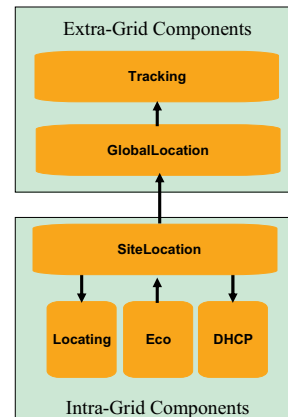 Extra-Grid Components
Tracking
GlobalLocation
SiteLocation
Locating Eco DHCP
Intra-Grid Components